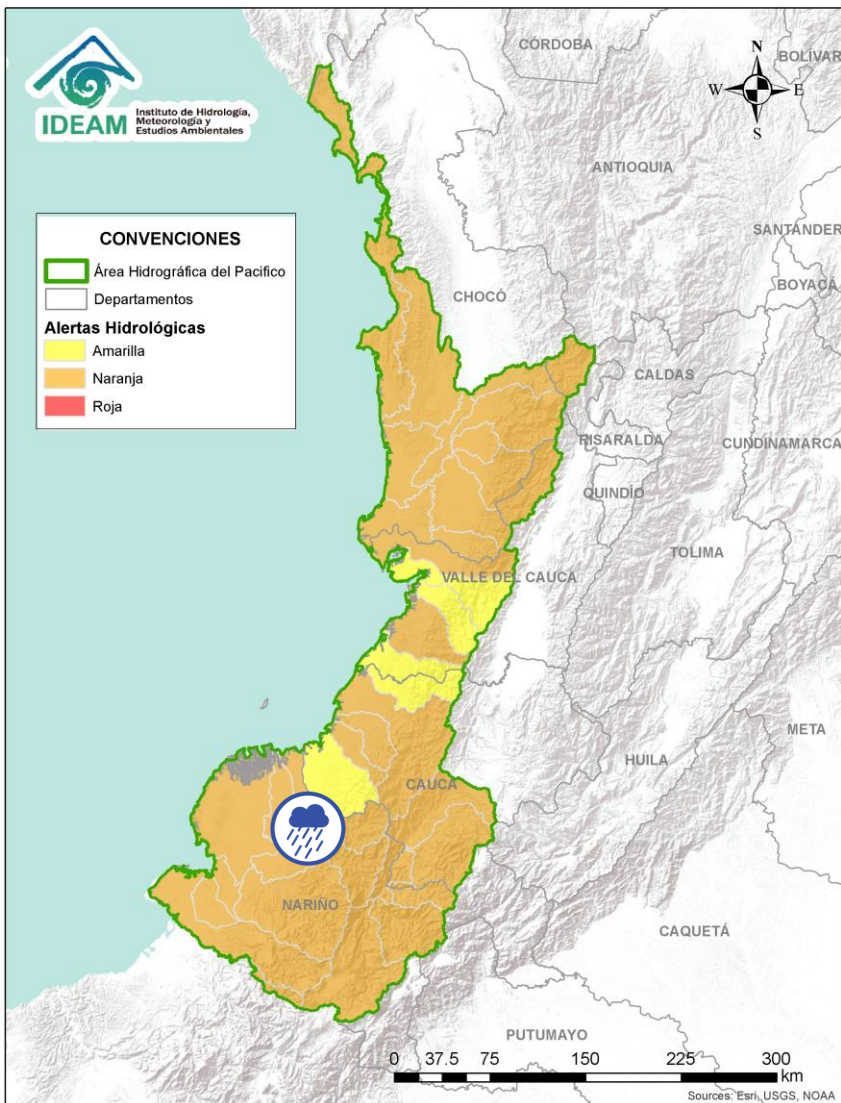 IDEAM
Instituto de Hidrología,
Meteorología y
Estudios Ambientales
CÓRDOBA
BOLÍVAR
N
W
E
S
ANTIOQUIA
SANTANDER
BOYACÁ
CHOCÓ
CONVENCIONES
Área Hidrográfica del Pacifico
Departamentos
Alertas Hidrológicas
Amarilla
Naranja
Roja
CALDAS
RISARALDA
CUNDINAMARCA
QUINDÍO
TOLIMA
VALLE DEL CAUCA
META
HUILA
CAUCA
NARIÑO
CAQUETÁ
PUTUMAYO
0 37.5 75 150 225 300
km
Sources: Esri, USGS, NOAA